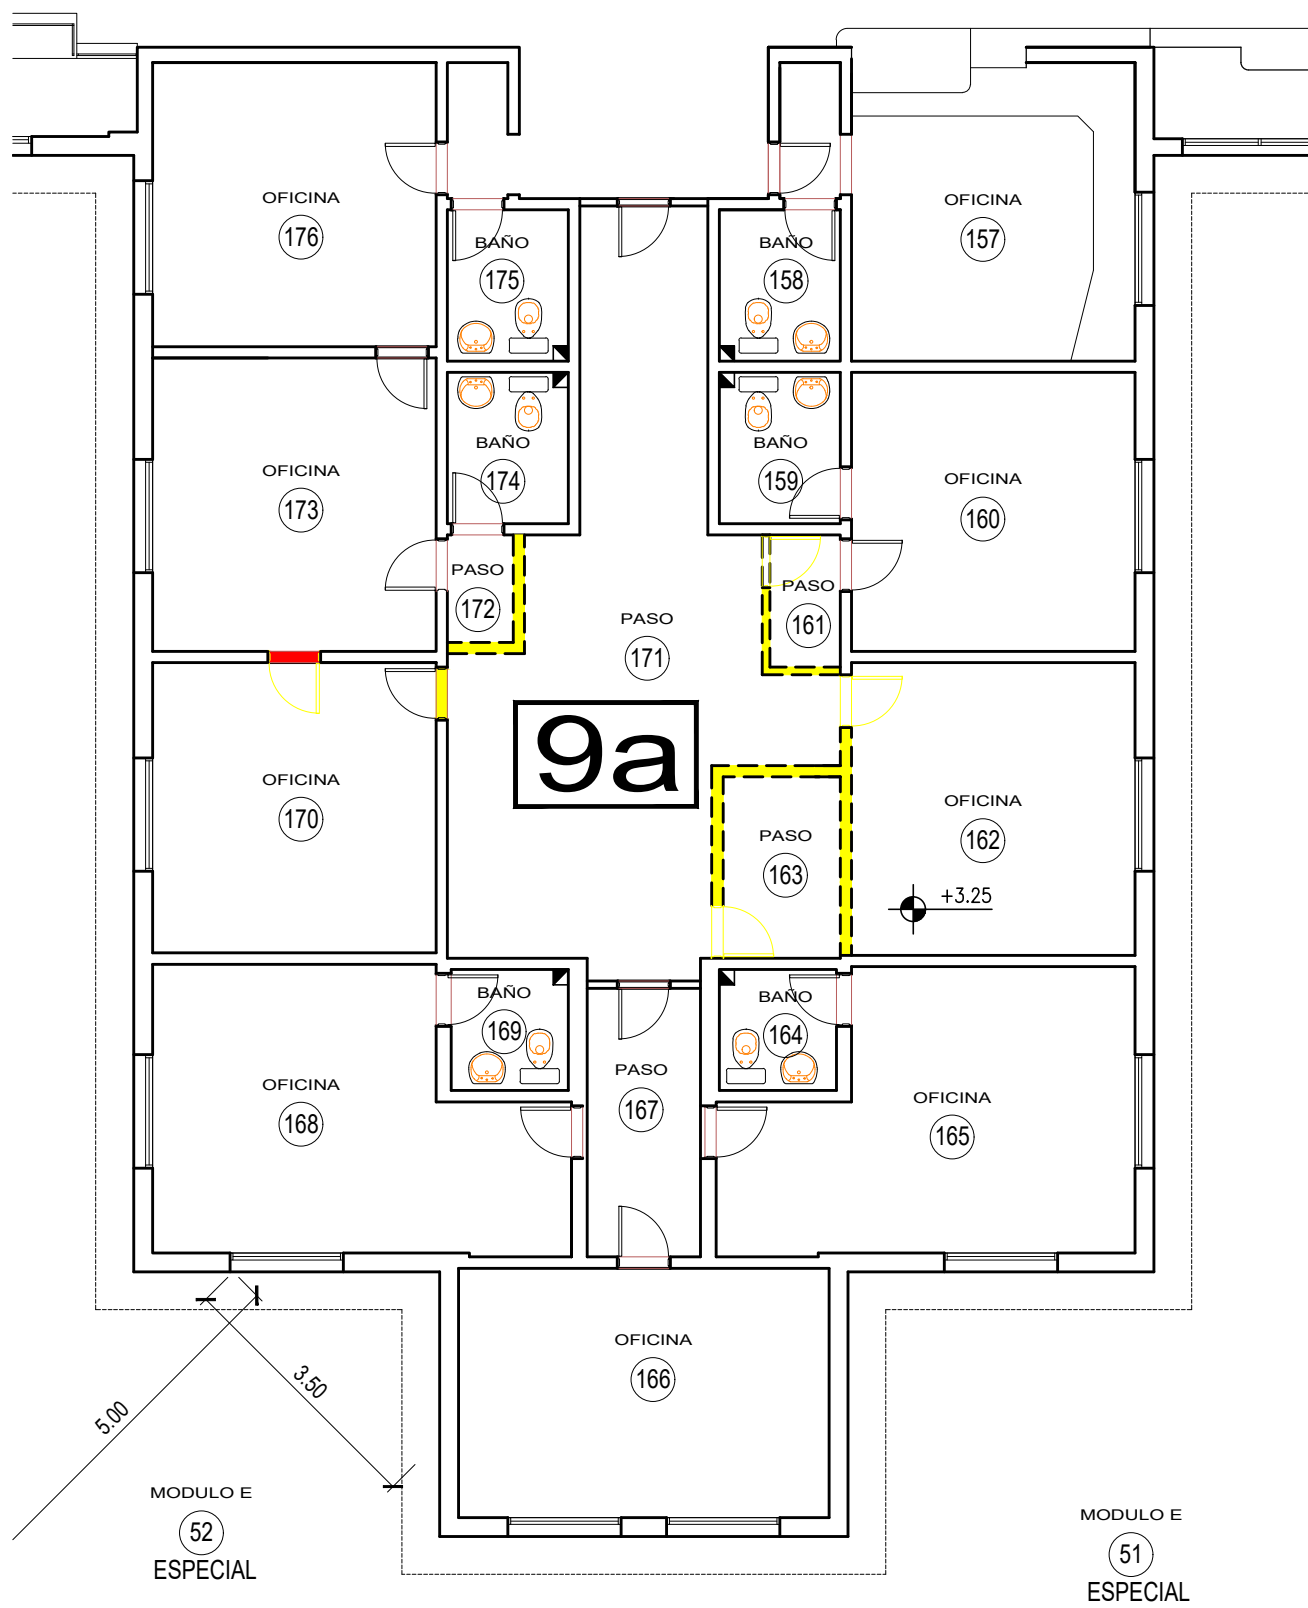 OFICINA
176
BAÑO
175
BAÑO
158
OFICINA
157
OFICINA
173
BAÑO
174
BAÑO
159
OFICINA
160
PASO
172
PASO
171
PASO
161
9a
OFICINA
170
PASO
163
OFICINA
162
+3.25
BAÑO
169
BAÑO
164
OFICINA
168
PASO
167
OFICINA
165
OFICINA
166
5.00
3.50
MODULO E
52
ESPECIAL
MODULO E
51
ESPECIAL